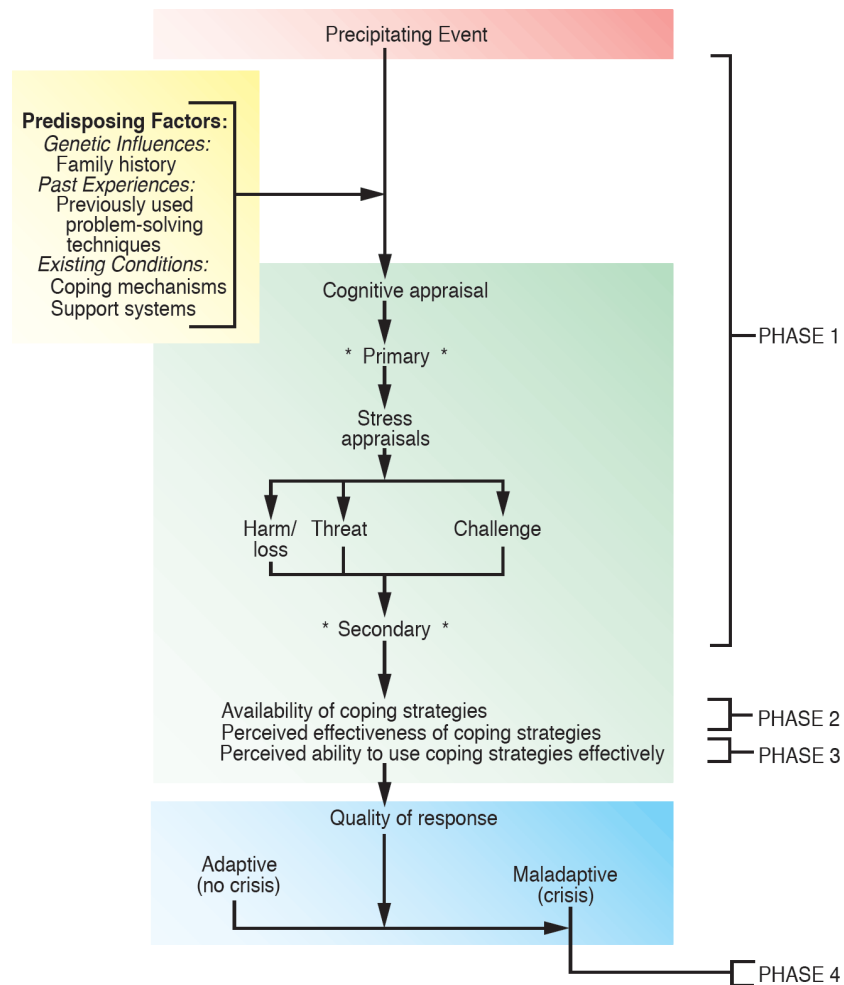 Precipitating Event
Predisposing Factors:
Genetic Influences:
Family history
Past Experiences:
Previously used
problem-solving
techniques
Existing Conditions:
Coping mechanisms
Support systems
Cognitive appraisal
* Primary *
Stress
appraisals
Harm/
loss
Threat
Challenge
* Secondary *
PHASE 1
Availability of coping strategies
Perceived effectiveness of coping strategies
Perceived ability to use coping strategies effectively
PHASE 2
PHASE 3
Quality of response
Adaptive
(no crisis)
Maladaptive
(crisis)
PHASE 4